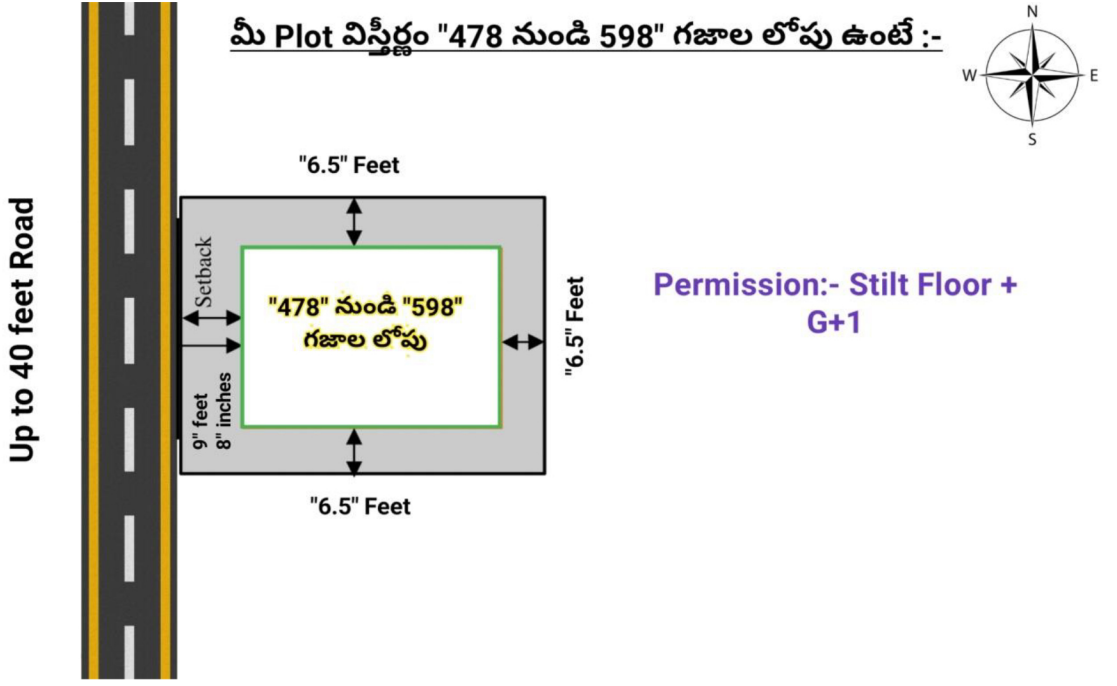 మీ Plot విస్తీర్ణం "478 నుండి 598" గజాల లోపు ఉంటే :-
N
W E
S
"6.5" Feet
Up to 40 feet Road
Setback
"478" నుండి "598"
గజాల లోపు
"6.5" Feet
Permission:- Stilt Floor +
G+1
9" feet
8" inches
"6.5" Feet